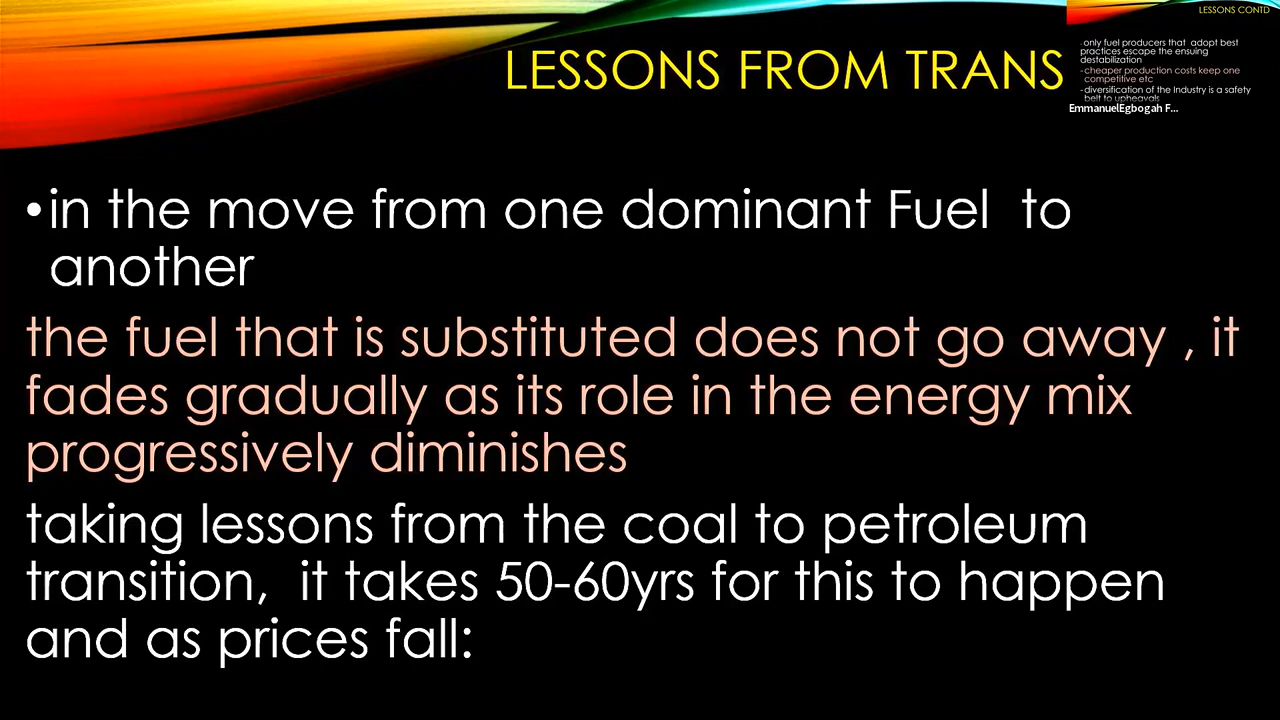 LESSONS FROM TRANS
•in the move from one dominant Fuel  to
another
the fuel that is substituted does not go away , it
fades gradually as its role in the energy mix
progressively diminishes
taking lessons from the coal to petroleum
transition,  it takes 50-60yrs for this to happen
and as prices fall:
LESSONS CONTD
- only fuel producers that  adopt best
practices escape the ensuing
destabilization
- cheaper production costs keep one
competitive etc
- diversification of the Industry is a safety
belt to upheavals
EmmanuelEgbogah F...